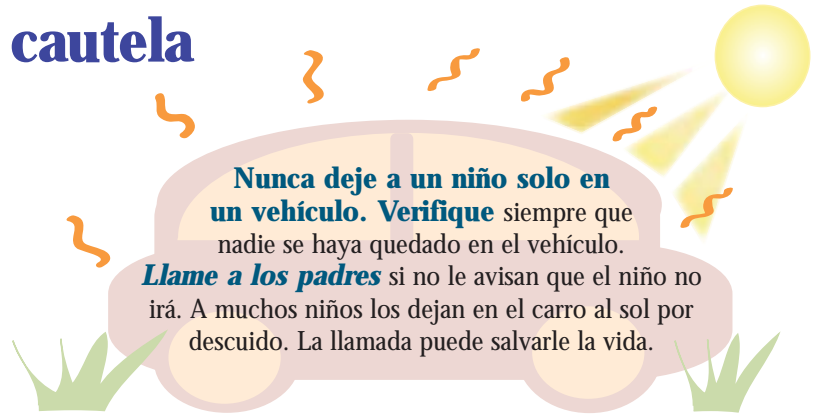 cautela
Nunca deje a un niño solo en
un vehículo. Verifique siempre que
nadie se haya quedado en el vehículo.
Llame a los padres si no le avisan que el niño no
irá. A muchos niños los dejan en el carro al sol por
descuido. La llamada puede salvarle la vida.